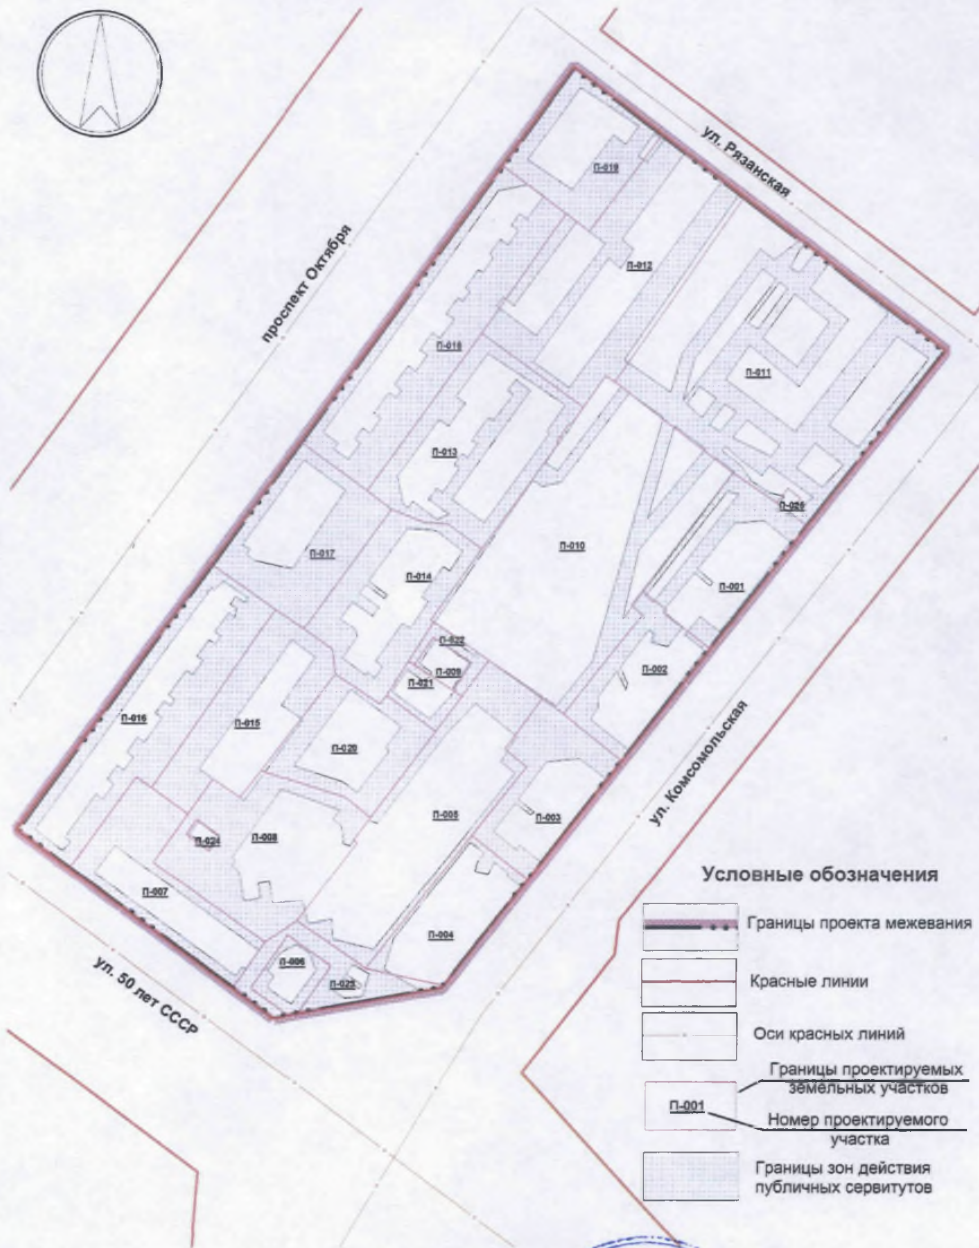 ул. Рязанская
П-019
проспект Октября
П-012
П-018
П-011
П-013
П-026
П-017
П-010
П-014
П-001
П-022
П-009
П-002
П-021
П-016
П-015
П-020
ул. Комсомольская
П-005
П-003
П-024
П-008
П-007
П-004
П-006
ул. 50 лет СССР
Условные обозначения
Границы проекта межевания
Красные линии
Оси красных линий
Границы проектируемых
земельных участков
П-001
Номер проектируемого
участка
Границы зон действия
публичных сервитутов